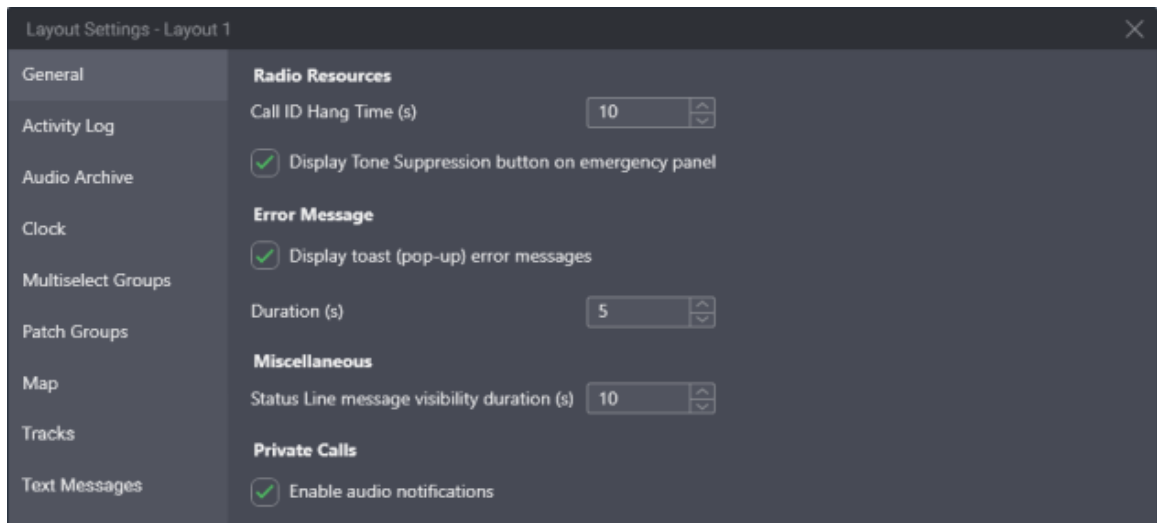 Layout Settings - Layout 1
General
Activity Log
Audio Archive
Clock
Multiselect Groups
Patch Groups
Map
Tracks
Text Messages
Radio Resources
Call ID Hang Time (s) 10
Display Tone Suppression button on emergency panel
Error Message
Display toast (pop-up) error messages
Duration (s) 5
Miscellaneous
Status Line message visibility duration (s) 10
Private Calls
Enable audio notifications